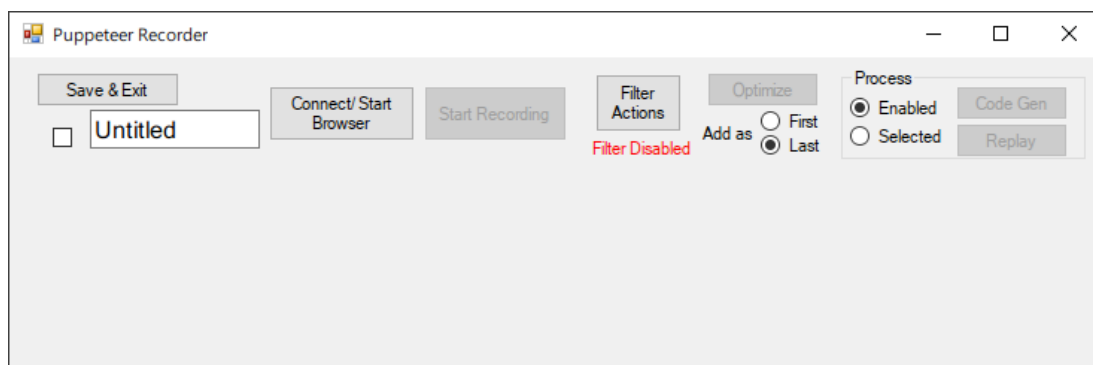 Puppeteer Recorder
Save & Exit
Untitled
Connect/ Start
Browser
Start Recording
Filter
Actions
Filter Disabled
Optimize
Add as
First
Last
Process
Enabled
Selected
Code Gen
Replay